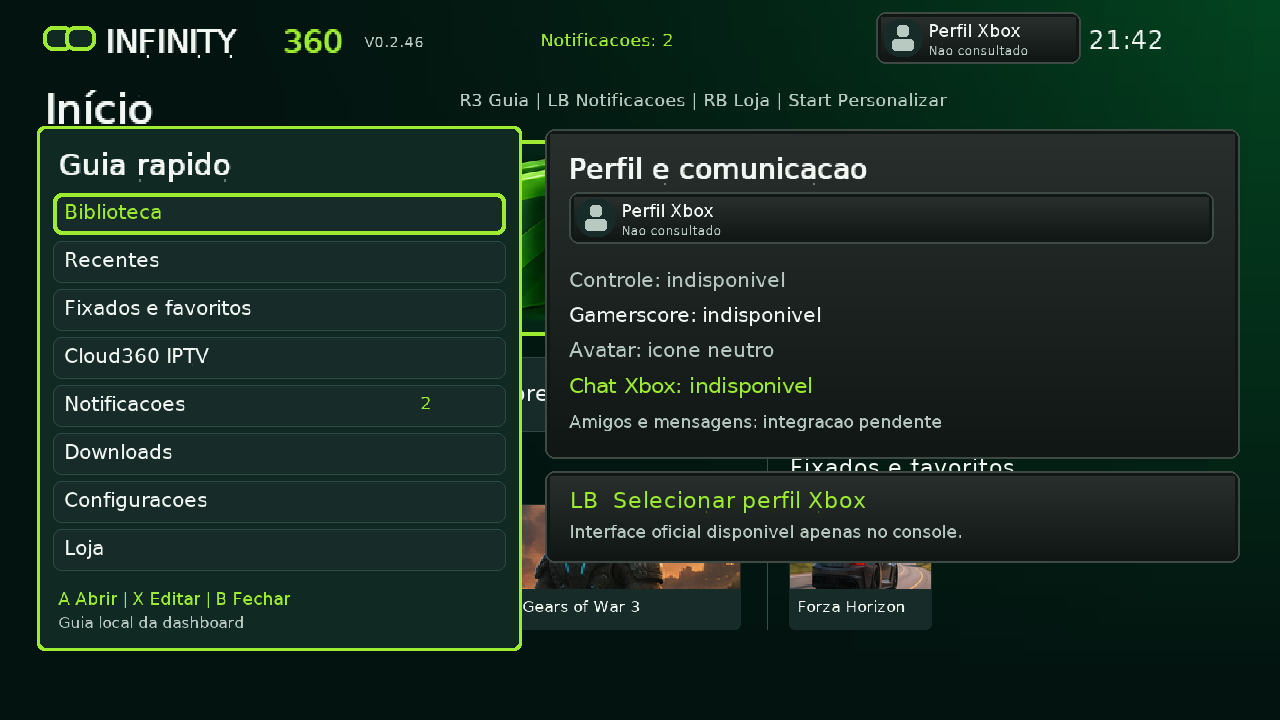 INFINITY 360 V0.2.46
Notificacoes: 2
Perfil Xbox
Nao consultado
21:42
Início
R3 Guia | LB Notificacoes | RB Loja | Start Personalizar
Guia rapido
Biblioteca
Recentes
Fixados e favoritos
Cloud360 IPTV
Notificacoes 2
Downloads
Configuracoes
Loja
A Abrir | X Editar | B Fechar
Guia local da dashboard
Perfil e comunicacao
Perfil Xbox
Nao consultado
Controle: indisponivel
Gamerscore: indisponivel
Avatar: icone neutro
Chat Xbox: indisponivel
Amigos e mensagens: integracao pendente
Fixados e favoritos
LB Selecionar perfil Xbox
Interface oficial disponivel apenas no console.
Gears of War 3
Forza Horizon